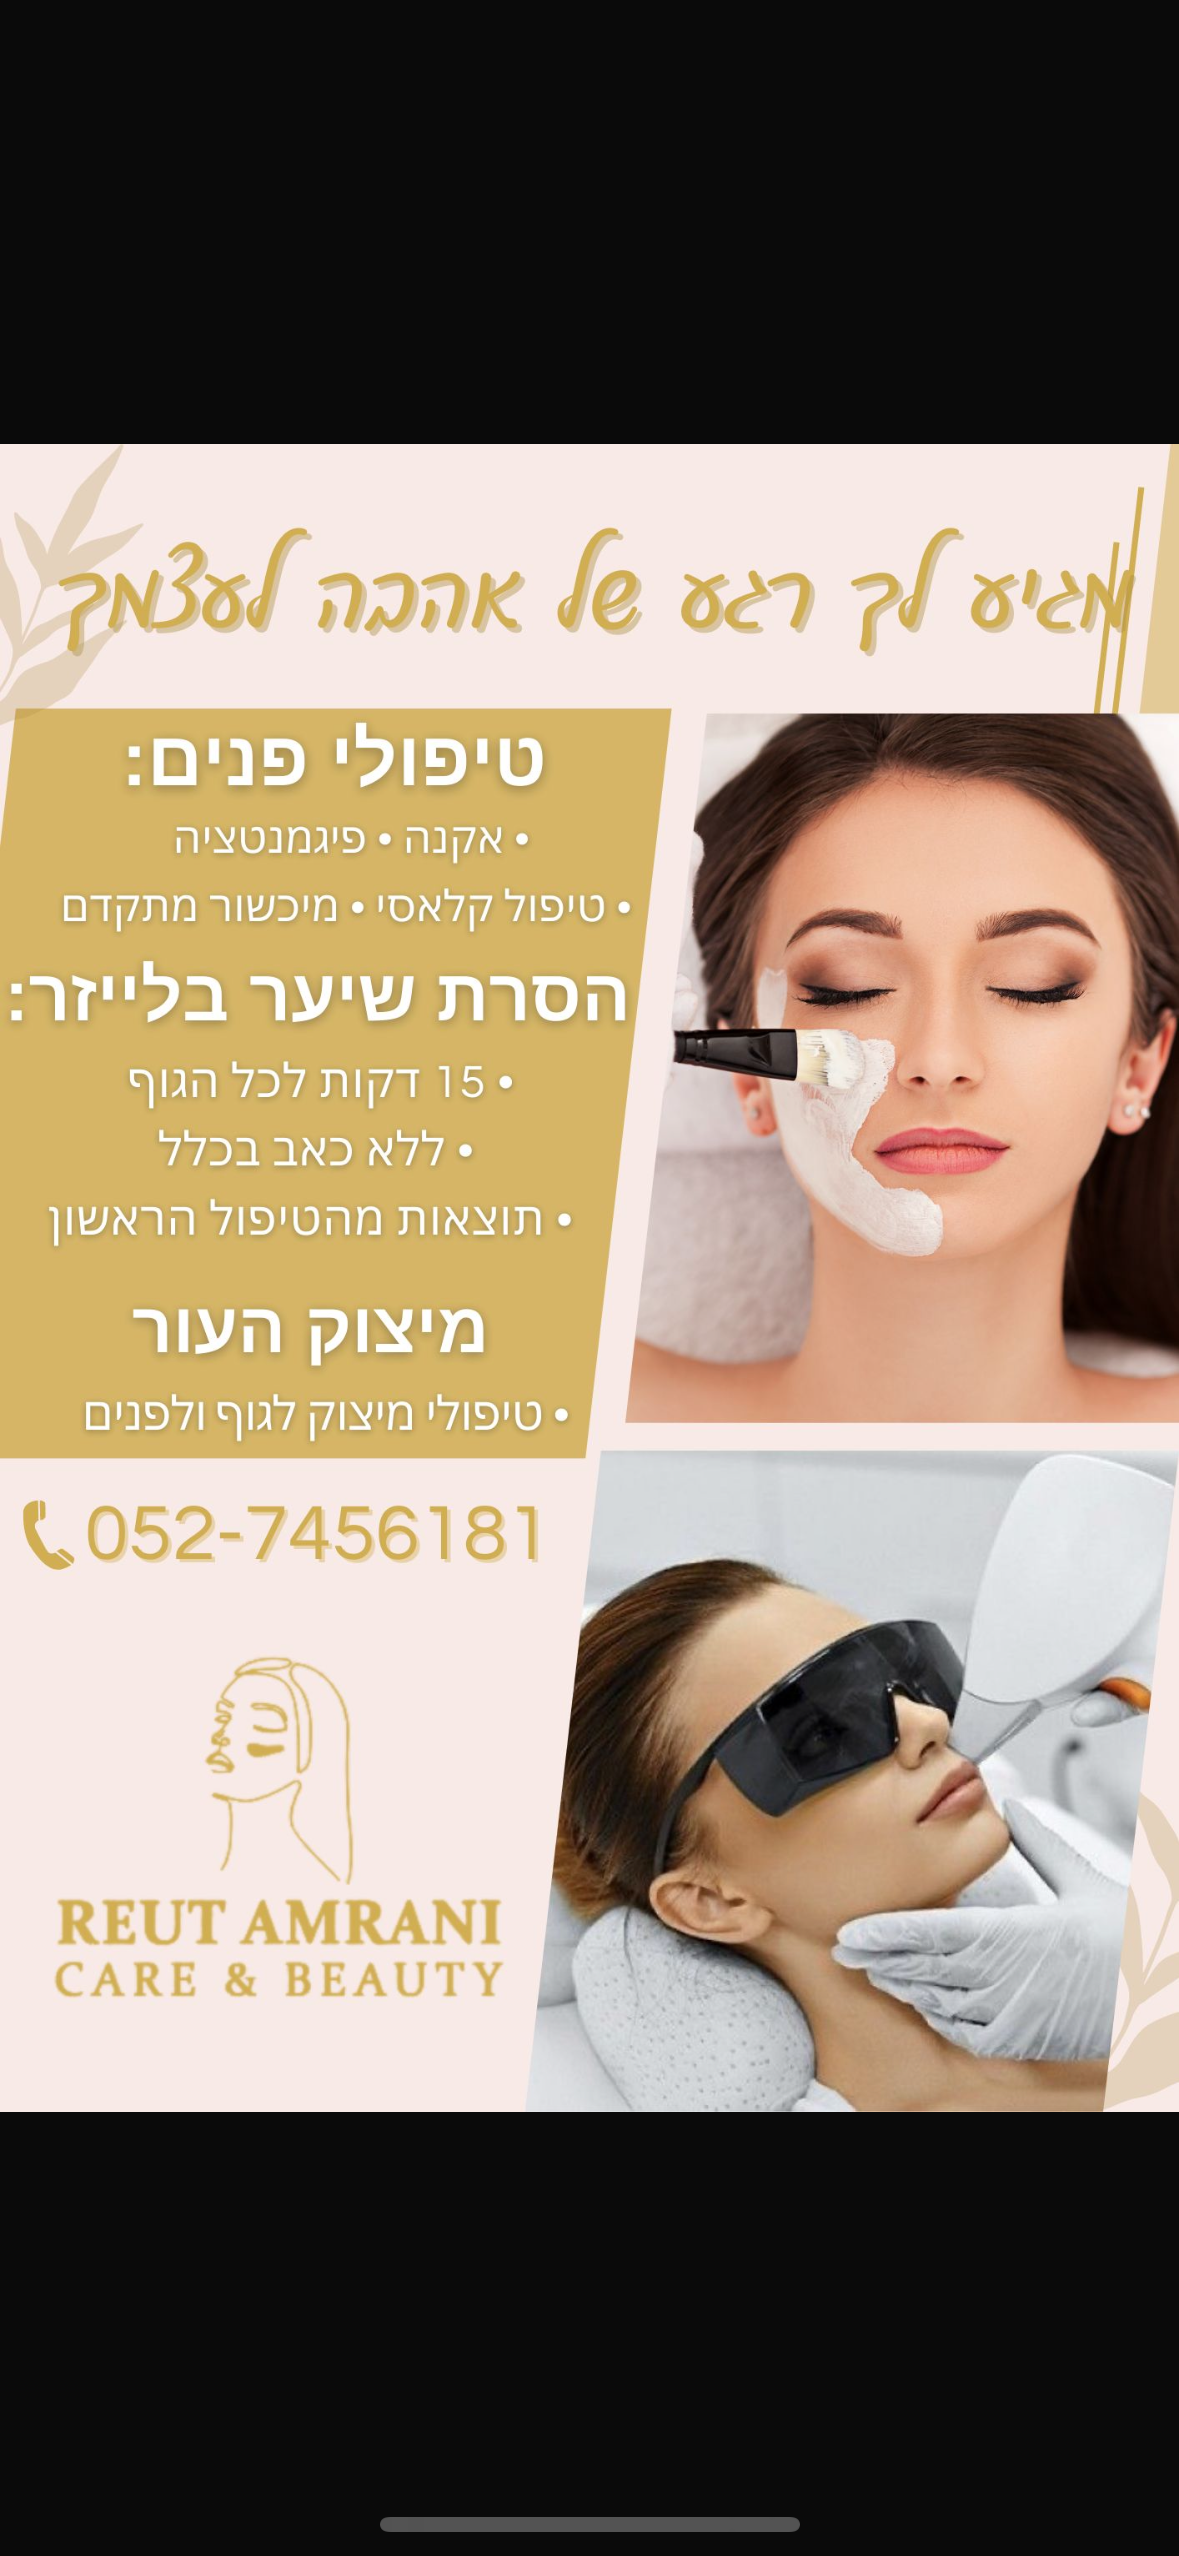 מגיע לך רגע של אהבה לעצמך
טיפולי פנים:
• אקנה • פיגמנטציה
• טיפול קלאסי • מיכשור מתקדם
הסרת שיער בלייזר:
• 15 דקות לכל הגוף
• ללא כאב בכלל
• תוצאות מהטיפול הראשון
מיצוק העור
• טיפולי מיצוק לגוף ולפנים
052-7456181
REUT AMRANI
CARE & BEAUTY